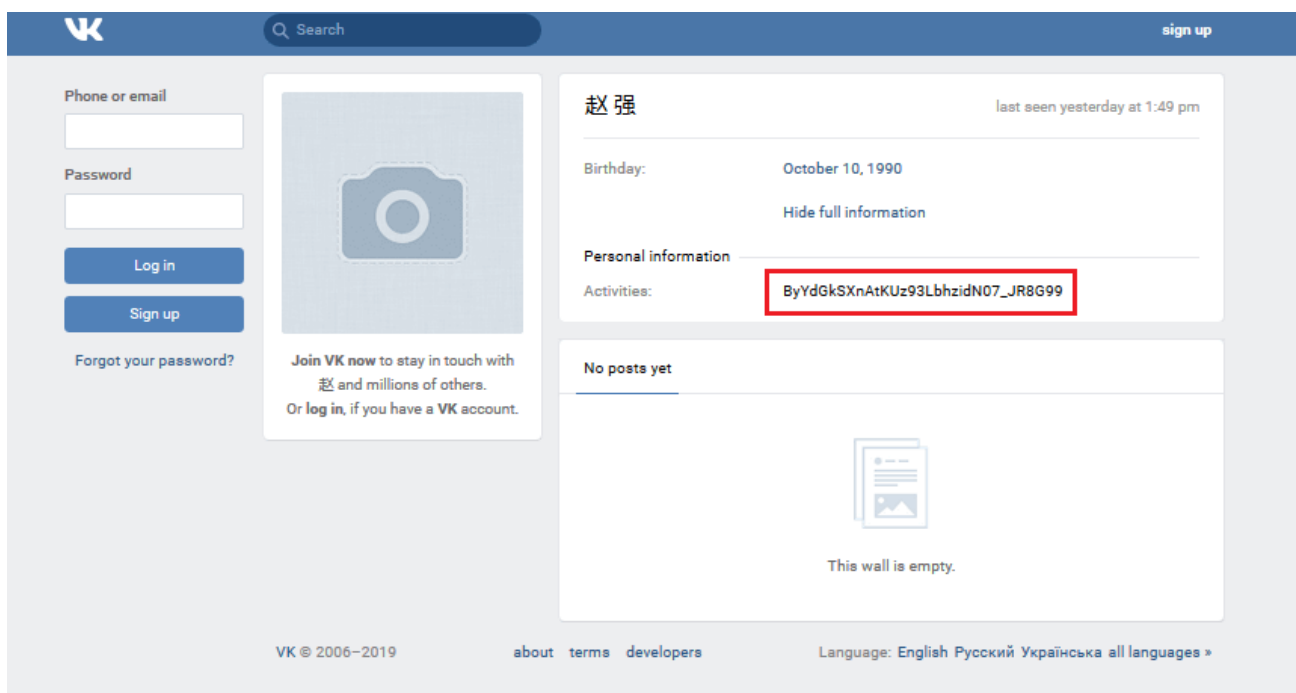 Search
sign up
Phone or email
Password
Log in
Sign up
Forgot your password?
Join VK now to stay in touch with
赵 and millions of others.
Or log in, if you have a VK account.
赵 强
last seen yesterday at 1:49 pm
Birthday: October 10, 1990
Hide full information
Personal information
Activities: ByYdGkSXnAtKUz93LbhzidN07_JR8G99
No posts yet
This wall is empty.
VK © 2006–2019
about terms developers
Language: English Русский Українська all languages »